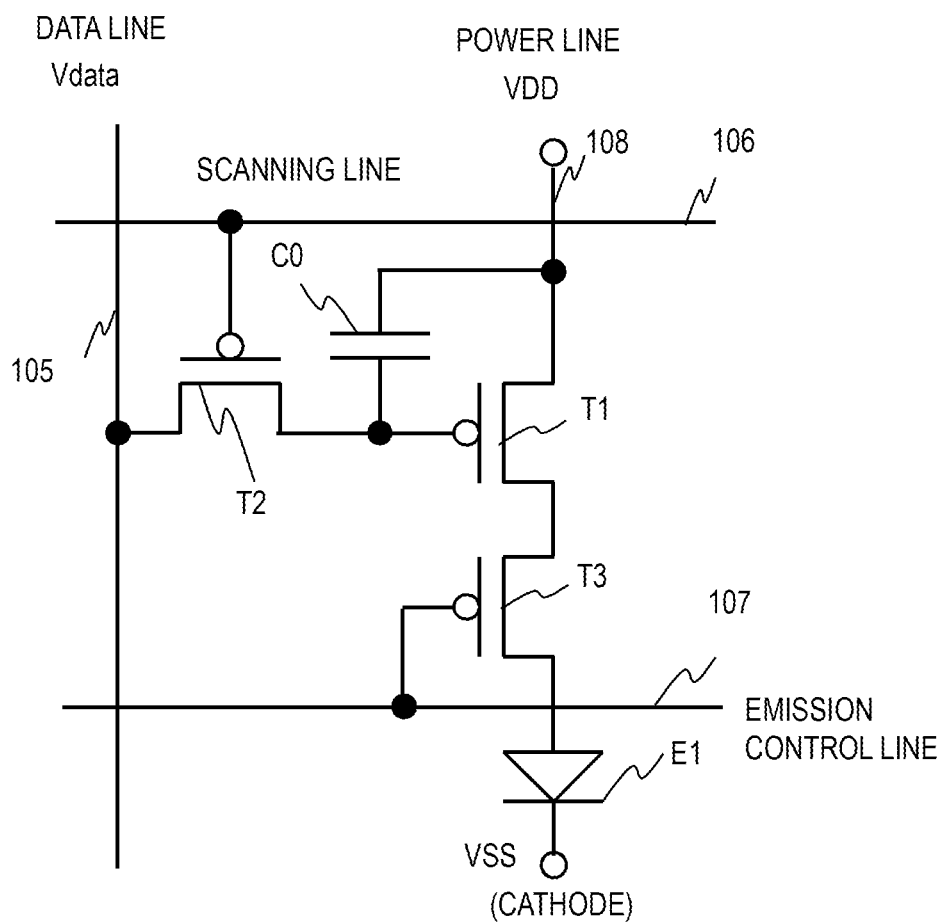 DATA LINE
Vdata
POWER LINE
VDD
108
106
SCANNING LINE
C0
105
T1
T2
T3
107
EMISSION
CONTROL LINE
E1
VSS
(CATHODE)